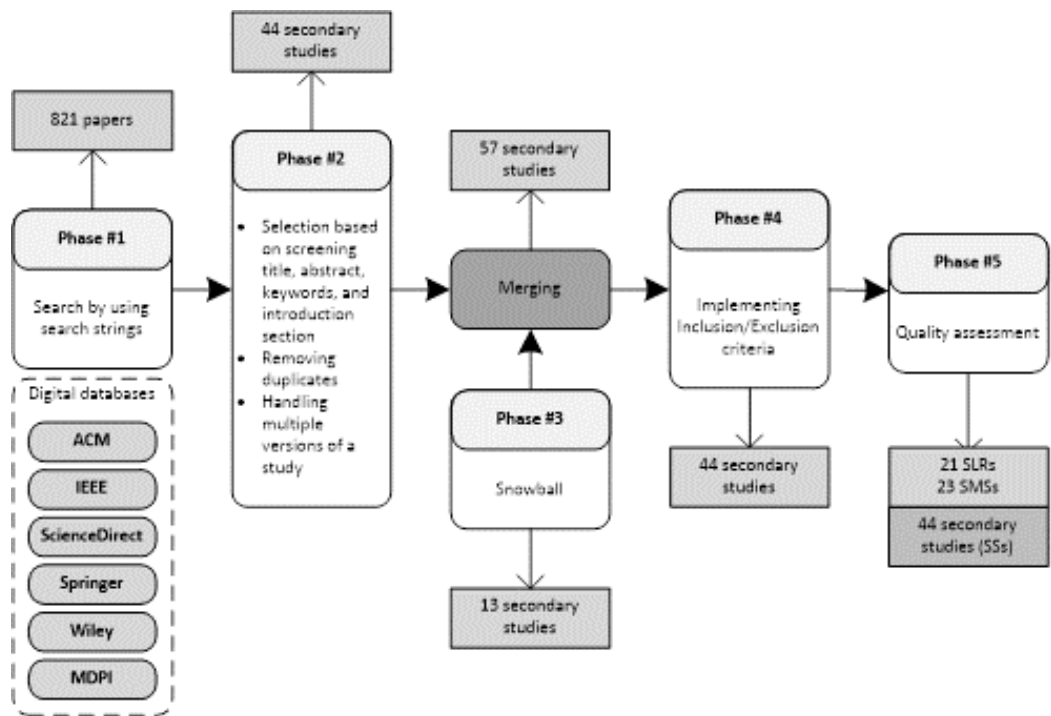 821 papers
Phase #1
Search by using
search strings
Digital databases
ACM
IEEE
ScienceDirect
Springer
Wiley
MDPI
44 secondary
studies
Phase #2
• Selection based
on screening
title, abstract,
keywords, and
introduction
section
• Removing
duplicates
• Handling
multiple
versions of a
study
57 secondary
studies
Merging
Phase #3
Snowball
13 secondary
studies
Phase #4
Implementing
Inclusion/Exclusion
criteria
44 secondary
studies
Phase #5
Quality assessment
21 SLRs
23 SMSs
44 secondary
studies (SSs)